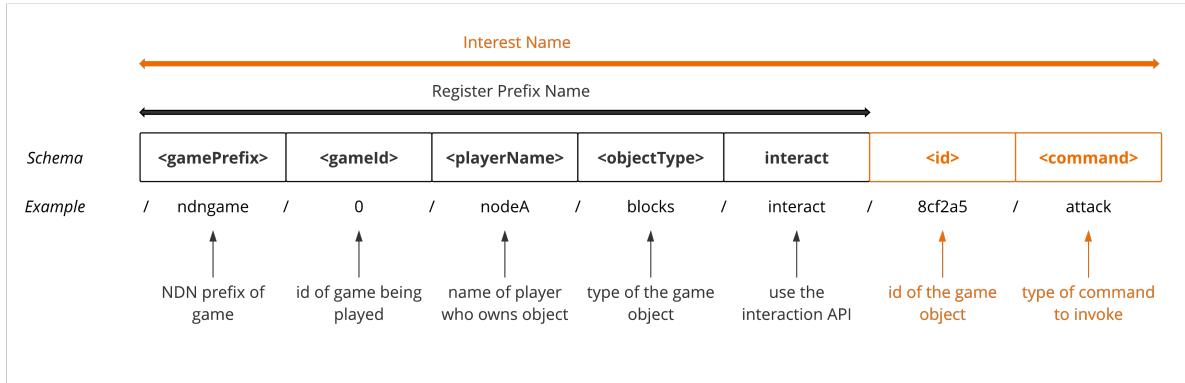 Interest Name
Register Prefix Name
Schema <gamePrefix> <gameId> <playerName> <objectType> interact <id> <command>
Example / ndngame / 0 / nodeA / blocks / interact / 8cf2a5 / attack
NDN prefix of game
id of game being played
name of player who owns object
type of the game object
use the interaction API
id of the game object
type of command to invoke